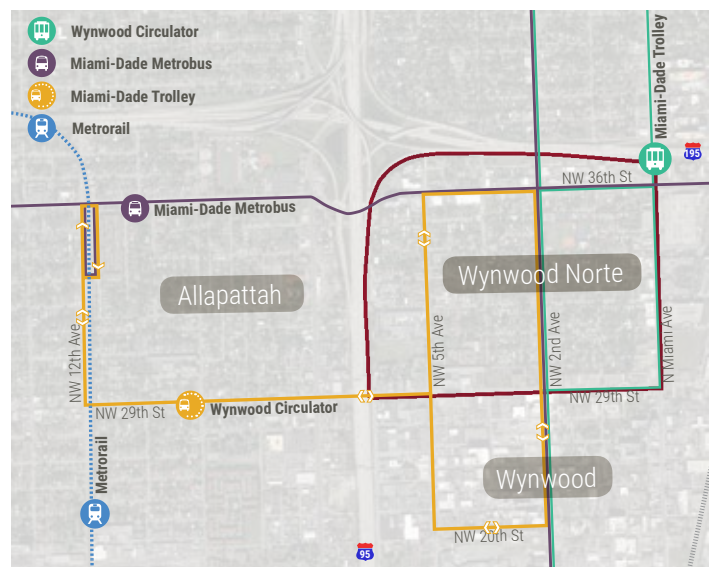 Wynwood Circulator
Miami-Dade Metrobus
Miami-Dade Trolley
Metrorail
Miami-Dade Trolley
195
NW 36th St
Miami-Dade Metrobus
Allapattah
Wynwood Norte
NW 12th Ave
NW 5th Ave
NW 2nd Ave
N Miami Ave
NW 29th St
Wynwood Circulator
NW 29th St
Metrorail
Wynwood
NW 20th St
95